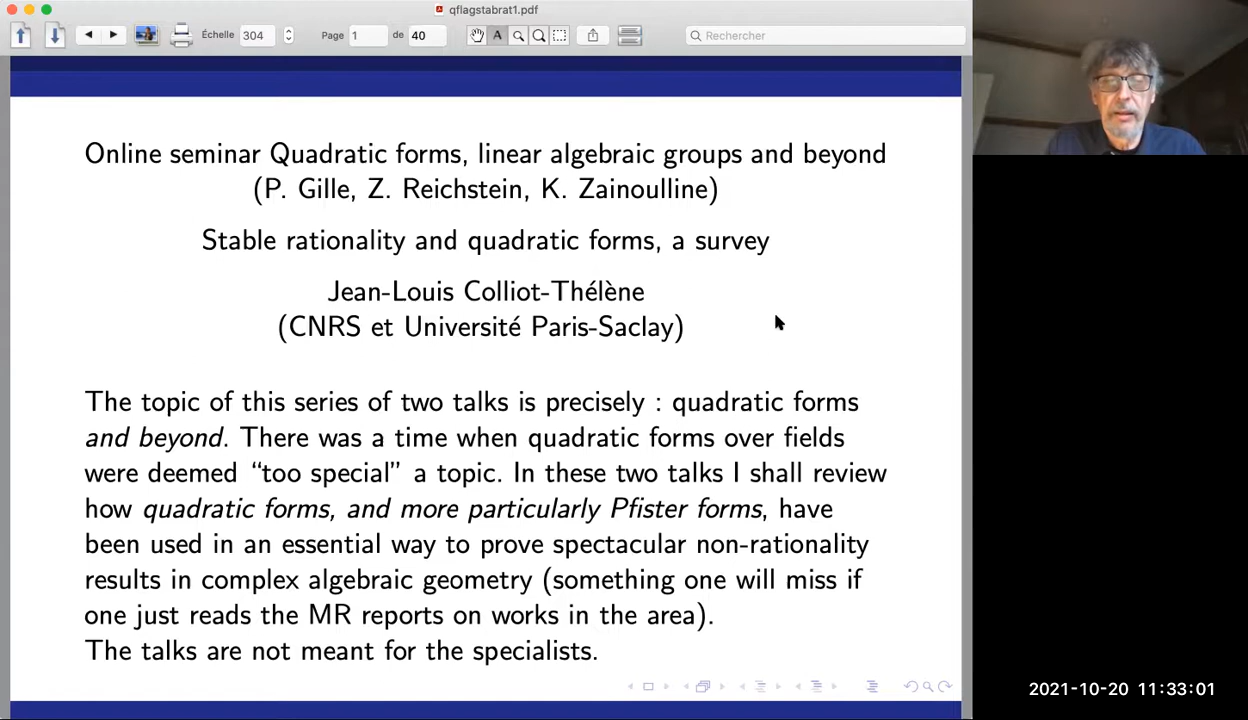 qflagstabrat1.pdf
Échelle 304 Page 1 de 40 A Rechercher
Online seminar Quadratic forms, linear algebraic groups and beyond
(P. Gille, Z. Reichstein, K. Zainoulline)
Stable rationality and quadratic forms, a survey
Jean-Louis Colliot-Thélène
(CNRS et Université Paris-Saclay)
The topic of this series of two talks is precisely : quadratic forms
and beyond. There was a time when quadratic forms over fields
were deemed “too special” a topic. In these two talks I shall review
how quadratic forms, and more particularly Pfister forms, have
been used in an essential way to prove spectacular non-rationality
results in complex algebraic geometry (something one will miss if
one just reads the MR reports on works in the area).
The talks are not meant for the specialists.
2021-10-20 11:33:01